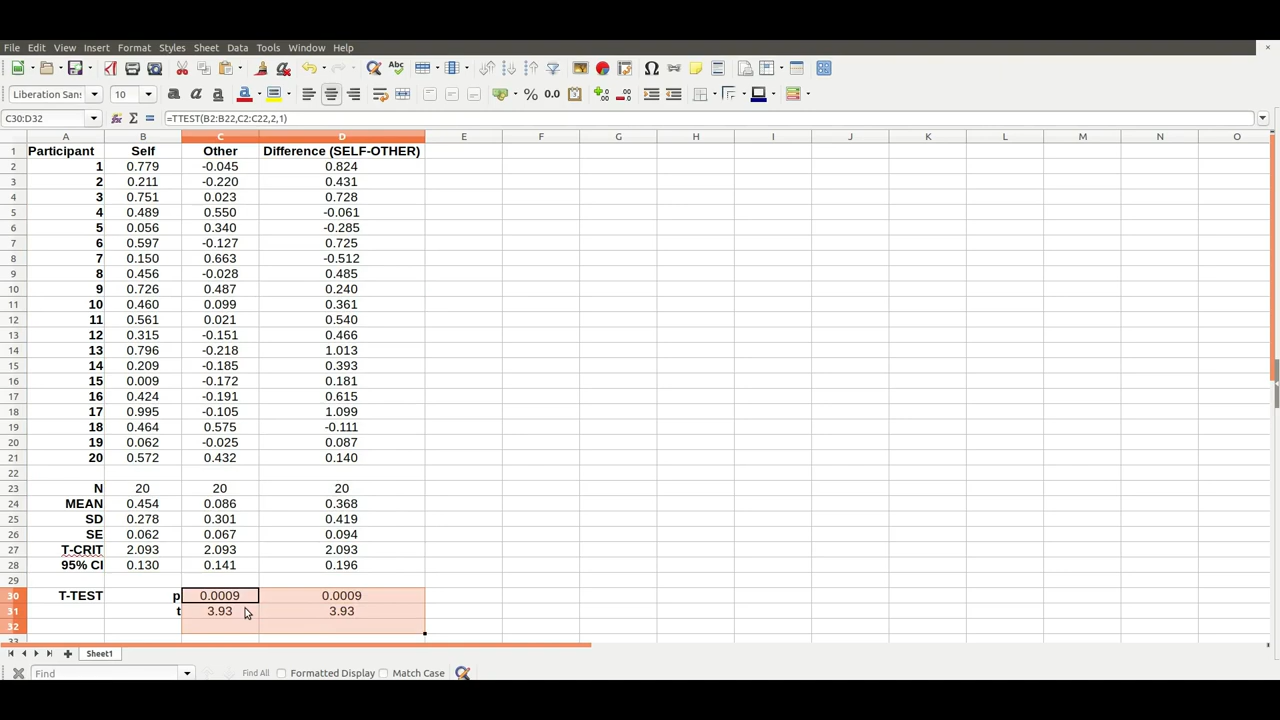 File Edit View Insert Format Styles Sheet Data Tools Window Help ×
Abc Ω
Liberation Sans 10 a a a a % 0.0
C30:D32 Σ = =TTEST(B2:B22,C2:C22,2,1)
A B C D E F G H I J K L M N O
1 Participant Self Other Difference (SELF-OTHER)
2 1 0.779 -0.045 0.824
3 2 0.211 -0.220 0.431
4 3 0.751 0.023 0.728
5 4 0.489 0.550 -0.061
6 5 0.056 0.340 -0.285
7 6 0.597 -0.127 0.725
8 7 0.150 0.663 -0.512
9 8 0.456 -0.028 0.485
10 9 0.726 0.487 0.240
11 10 0.460 0.099 0.361
12 11 0.561 0.021 0.540
13 12 0.315 -0.151 0.466
14 13 0.796 -0.218 1.013
15 14 0.209 -0.185 0.393
16 15 0.009 -0.172 0.181
17 16 0.424 -0.191 0.615
18 17 0.995 -0.105 1.099
19 18 0.464 0.575 -0.111
20 19 0.062 -0.025 0.087
21 20 0.572 0.432 0.140
22
23 N 20 20 20
24 MEAN 0.454 0.086 0.368
25 SD 0.278 0.301 0.419
26 SE 0.062 0.067 0.094
27 T-CRIT 2.093 2.093 2.093
28 95% CI 0.130 0.141 0.196
29
30 T-TEST p 0.0009 0.0009
31 t 3.93 3.93
32
33
Sheet1
Find Find All Formatted Display Match Case